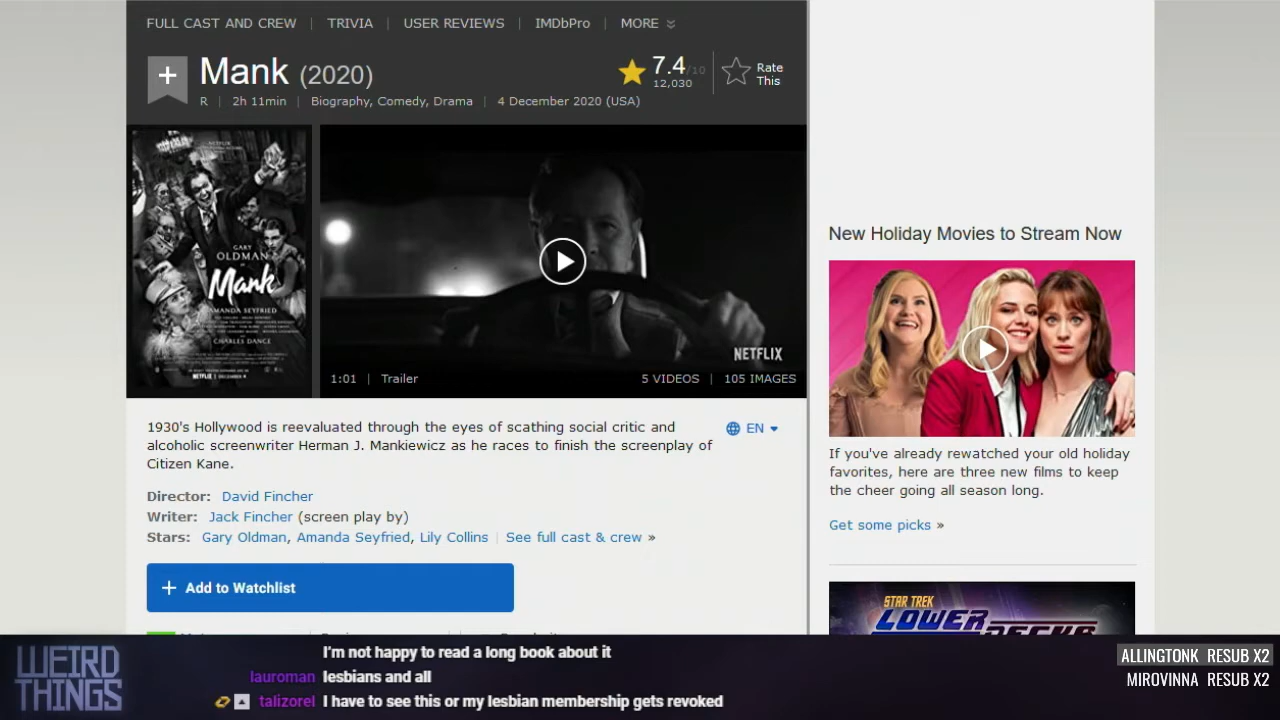 FULL CAST AND CREW | TRIVIA | USER REVIEWS | IMDbPro | MORE
+ Mank (2020)
7.4/10
12,030
Rate
This
R | 2h 11min | Biography, Comedy, Drama | 4 December 2020 (USA)
NETFLIX
GARY
OLDMAN
Mank
AMANDA SEYFRIED
CHARLES DANCE
NETFLIX
NETFLIX
1:01 | Trailer
5 VIDEOS | 105 IMAGES
1930's Hollywood is reevaluated through the eyes of scathing social critic and
alcoholic screenwriter Herman J. Mankiewicz as he races to finish the screenplay of
Citizen Kane.
EN
Director: David Fincher
Writer: Jack Fincher (screen play by)
Stars: Gary Oldman, Amanda Seyfried, Lily Collins | See full cast & crew »
+ Add to Watchlist
New Holiday Movies to Stream Now
If you've already rewatched your old holiday
favorites, here are three new films to keep
the cheer going all season long.
Get some picks »
STAR TREK
LOWER DECKS
WEIRD
THINGS
I'm not happy to read a long book about it
lauroman lesbians and all
talizorel I have to see this or my lesbian membership gets revoked
ALLINGTONK RESUB X2
MIROVINNA RESUB X2